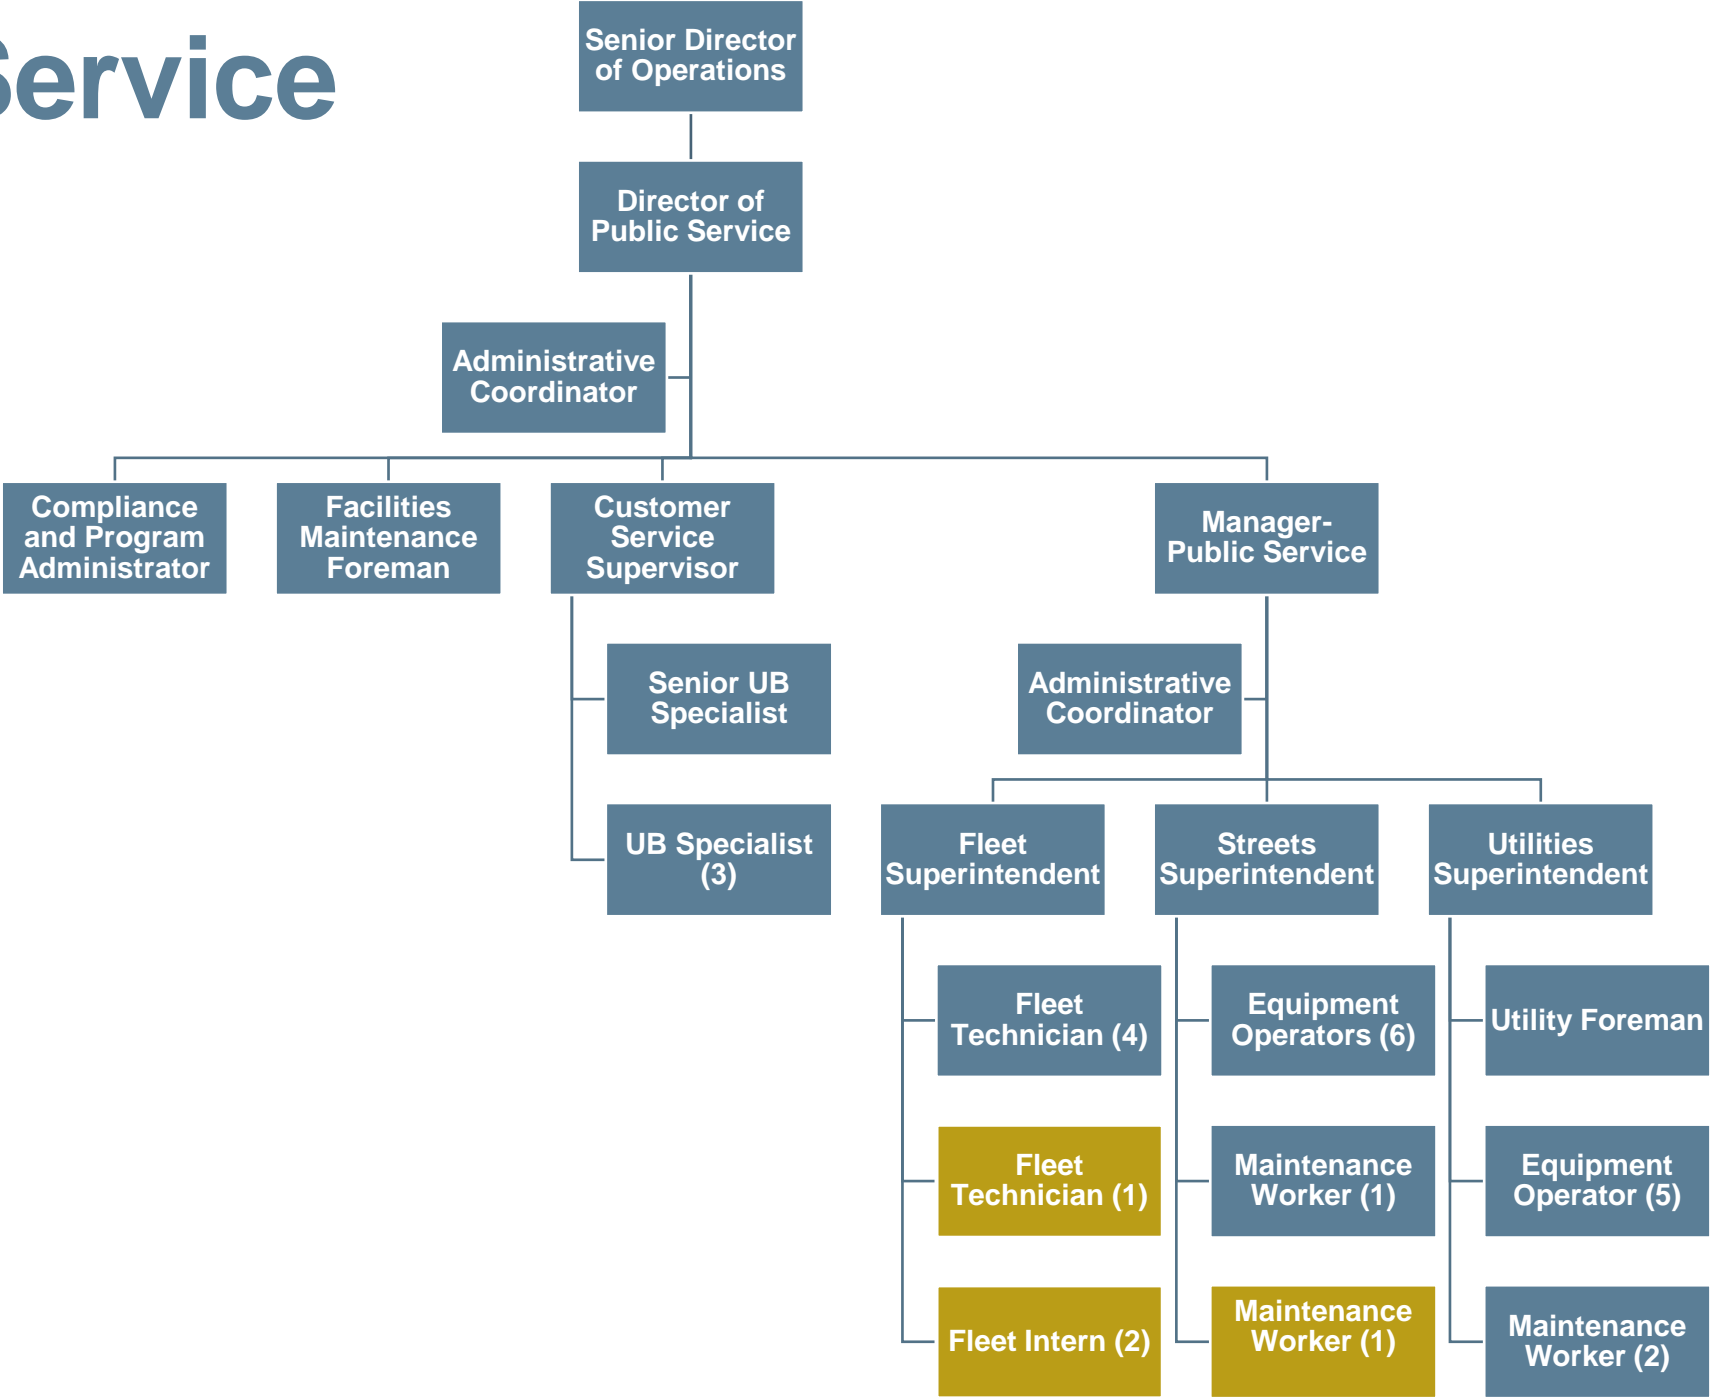 Service
Senior Director
of Operations
Director of
Public Service
Administrative
Coordinator
Compliance
and Program
Administrator
Facilities
Maintenance
Foreman
Customer
Service
Supervisor
Manager-
Public Service
Senior UB
Specialist
Administrative
Coordinator
UB Specialist
(3)
Fleet
Superintendent
Streets
Superintendent
Utilities
Superintendent
Fleet
Technician (4)
Equipment
Operators (6)
Utility Foreman
Fleet
Technician (1)
Maintenance
Worker (1)
Equipment
Operator (5)
Fleet Intern (2)
Maintenance
Worker (1)
Maintenance
Worker (2)